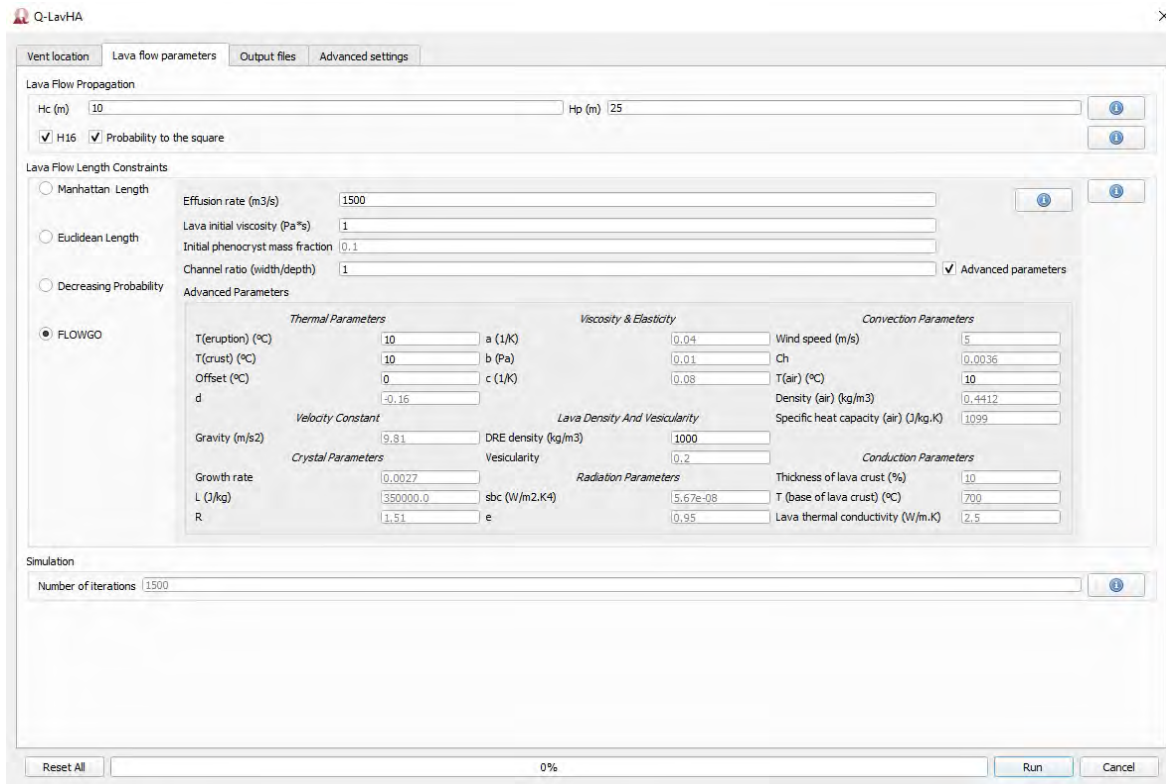 Q-LavHA
Vent location Lava flow parameters Output files Advanced settings
Lava Flow Propagation
Hc (m) 10 Hp (m) 25
H16 Probability to the square
Lava Flow Length Constraints
Manhattan Length
Euclidean Length
Decreasing Probability
FLOWGO
Effusion rate (m3/s) 1500
Lava initial viscosity (Pa*s) 1
Initial phenocryst mass fraction 0.1
Channel ratio (width/depth) 1 Advanced parameters
Advanced Parameters
Thermal Parameters Viscosity & Elasticity Convection Parameters
T(eruption) (ºC) 10 a (1/K) 0.04 Wind speed (m/s) 5
T(crust) (ºC) 10 b (Pa) 0.01 Ch 0.0036
Offset (ºC) 0 c (1/K) 0.08 T(air) (ºC) 10
d -0.16 Density (air) (kg/m3) 0.4412
Velocity Constant Lava Density And Vesicularity Specific heat capacity (air) (J/kg.K) 1099
Gravity (m/s2) 9.81 DRE density (kg/m3) 1000
Crystal Parameters Vesicularity 0.2 Conduction Parameters
Growth rate 0.0027 Radiation Parameters Thickness of lava crust (%) 10
L (J/kg) 350000.0 sbc (W/m2.K4) 5.67e-08 T (base of lava crust) (ºC) 700
R 1.51 e 0.95 Lava thermal conductivity (W/m.K) 2.5
Simulation
Number of iterations 1500
Reset All 0% Run Cancel